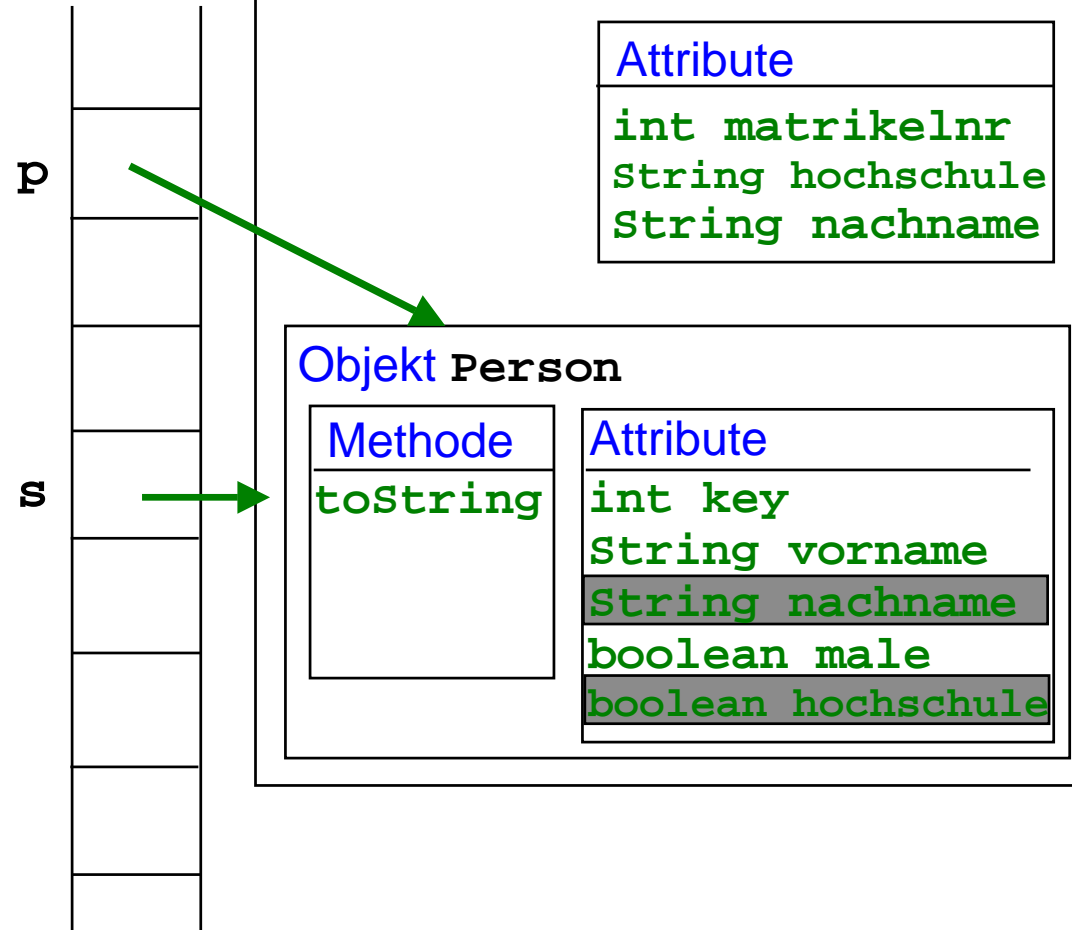 Attribute
int matrikelnr
String hochschule
String nachname
p
Objekt Person
Methode
toString
Attribute
int key
String vorname
String nachname
boolean male
boolean hochschule
s